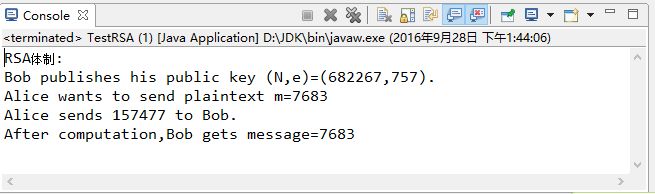 Console
<terminated> TestRSA (1) [Java Application] D:\JDK\bin\javaw.exe (2016年9月28日 下午1:44:06)
RSA体制:
Bob publishes his public key (N,e)=(682267,757).
Alice wants to send plaintext m=7683
Alice sends 157477 to Bob.
After computation,Bob gets message=7683